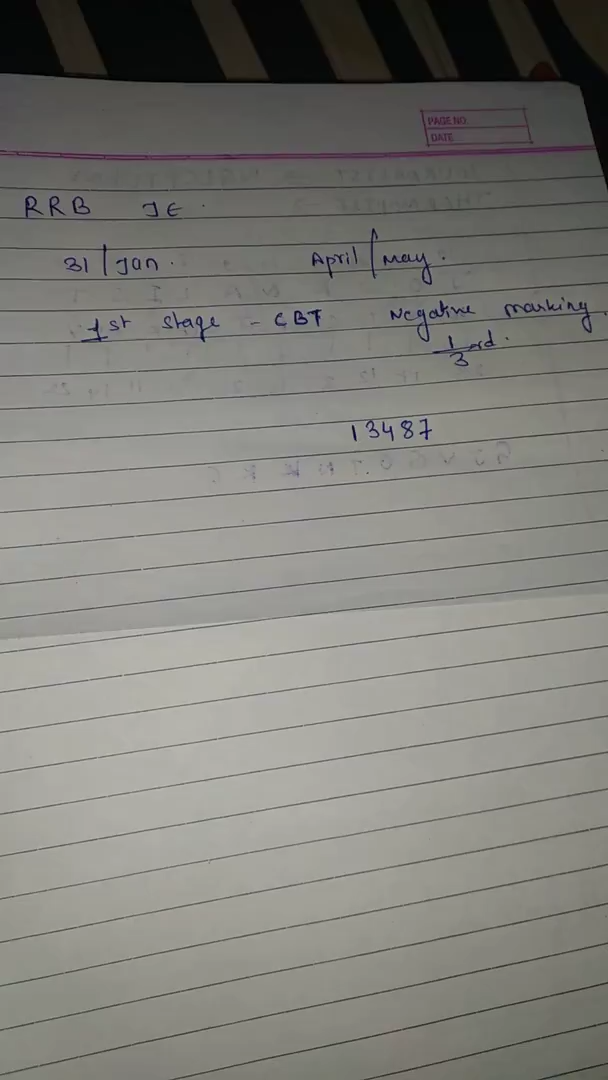 PAGE NO.
DATE
RRB JE.
31/Jan. April/May.
1st stage - CBT Negative marking.
1/3rd.
13487